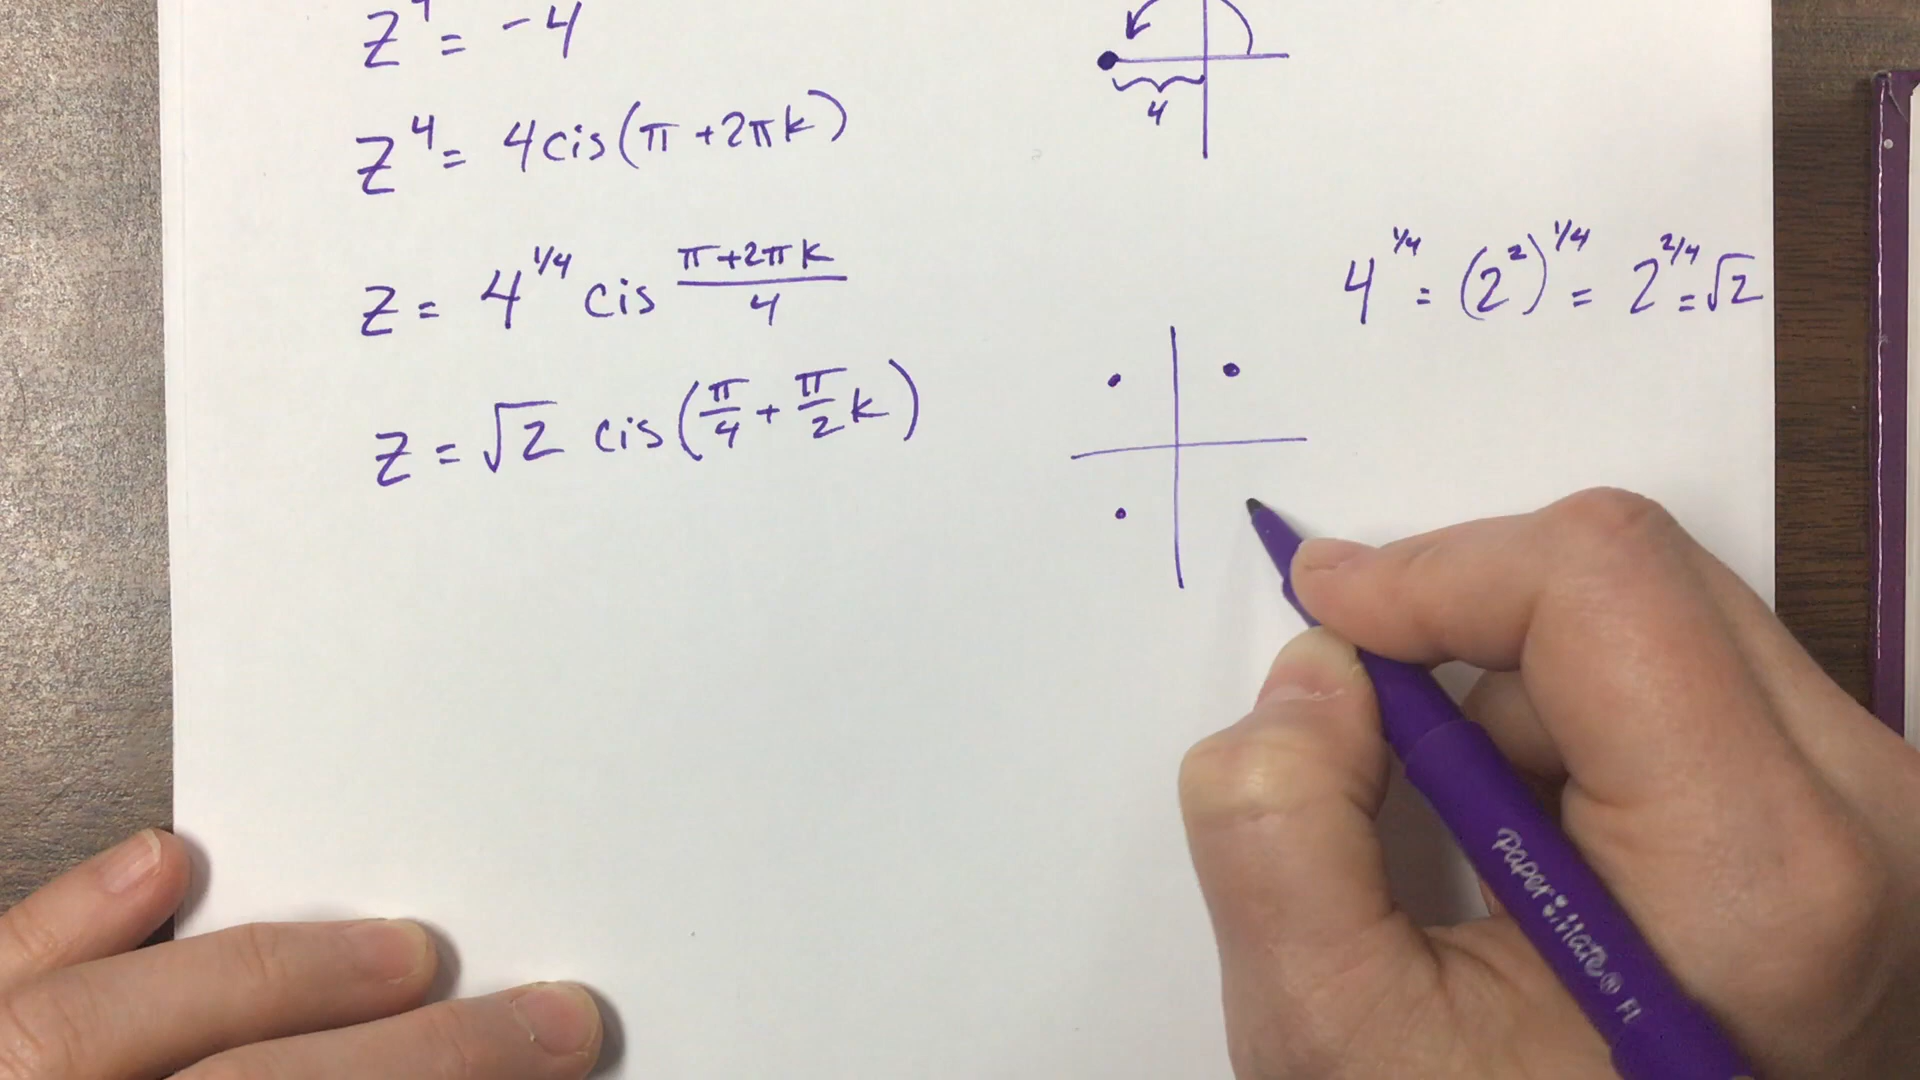 z⁴ = -4
4
z⁴ = 4cis(π + 2πk)
z = 4^(1/4) cis (π+2πk)/4
4^(1/4) = (2²)^(1/4) = 2^(2/4) = √2
z = √2 cis(π/4 + π/2 k)
Paper:Mate® Fl